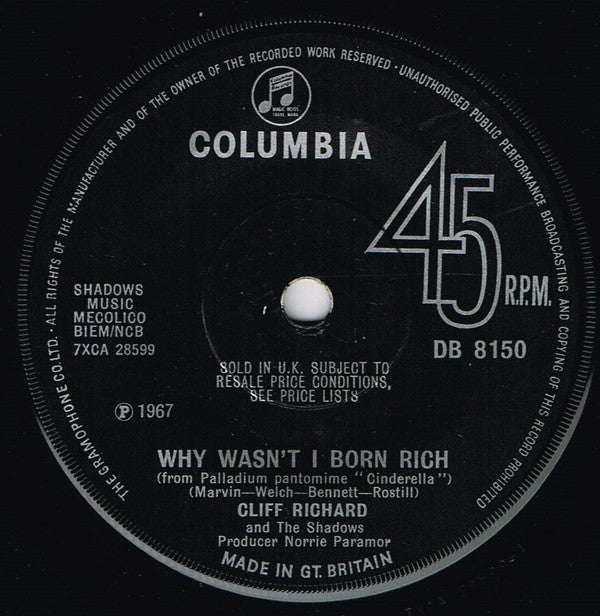 THE GRAMOPHONE CO. LTD. · ALL RIGHTS OF THE MANUFACTURER AND OF THE OWNER OF THE RECORDED WORK RESERVED · UNAUTHORISED PUBLIC PERFORMANCE BROADCASTING AND COPYING OF THIS RECORD PROHIBITED
MAGIC NOTES
TRADE MARK
COLUMBIA
45
R.P.M.
SHADOWS
MUSIC
MECOLICO
BIEM/NCB
7XCA 28599
DB 8150
SOLD IN U.K. SUBJECT TO
RESALE PRICE CONDITIONS,
SEE PRICE LISTS
℗ 1967
WHY WASN'T I BORN RICH
(from Palladium pantomime "Cinderella")
(Marvin—Welch—Bennett—Rostill)
CLIFF RICHARD
and The Shadows
Producer Norrie Paramor
MADE IN GT. BRITAIN